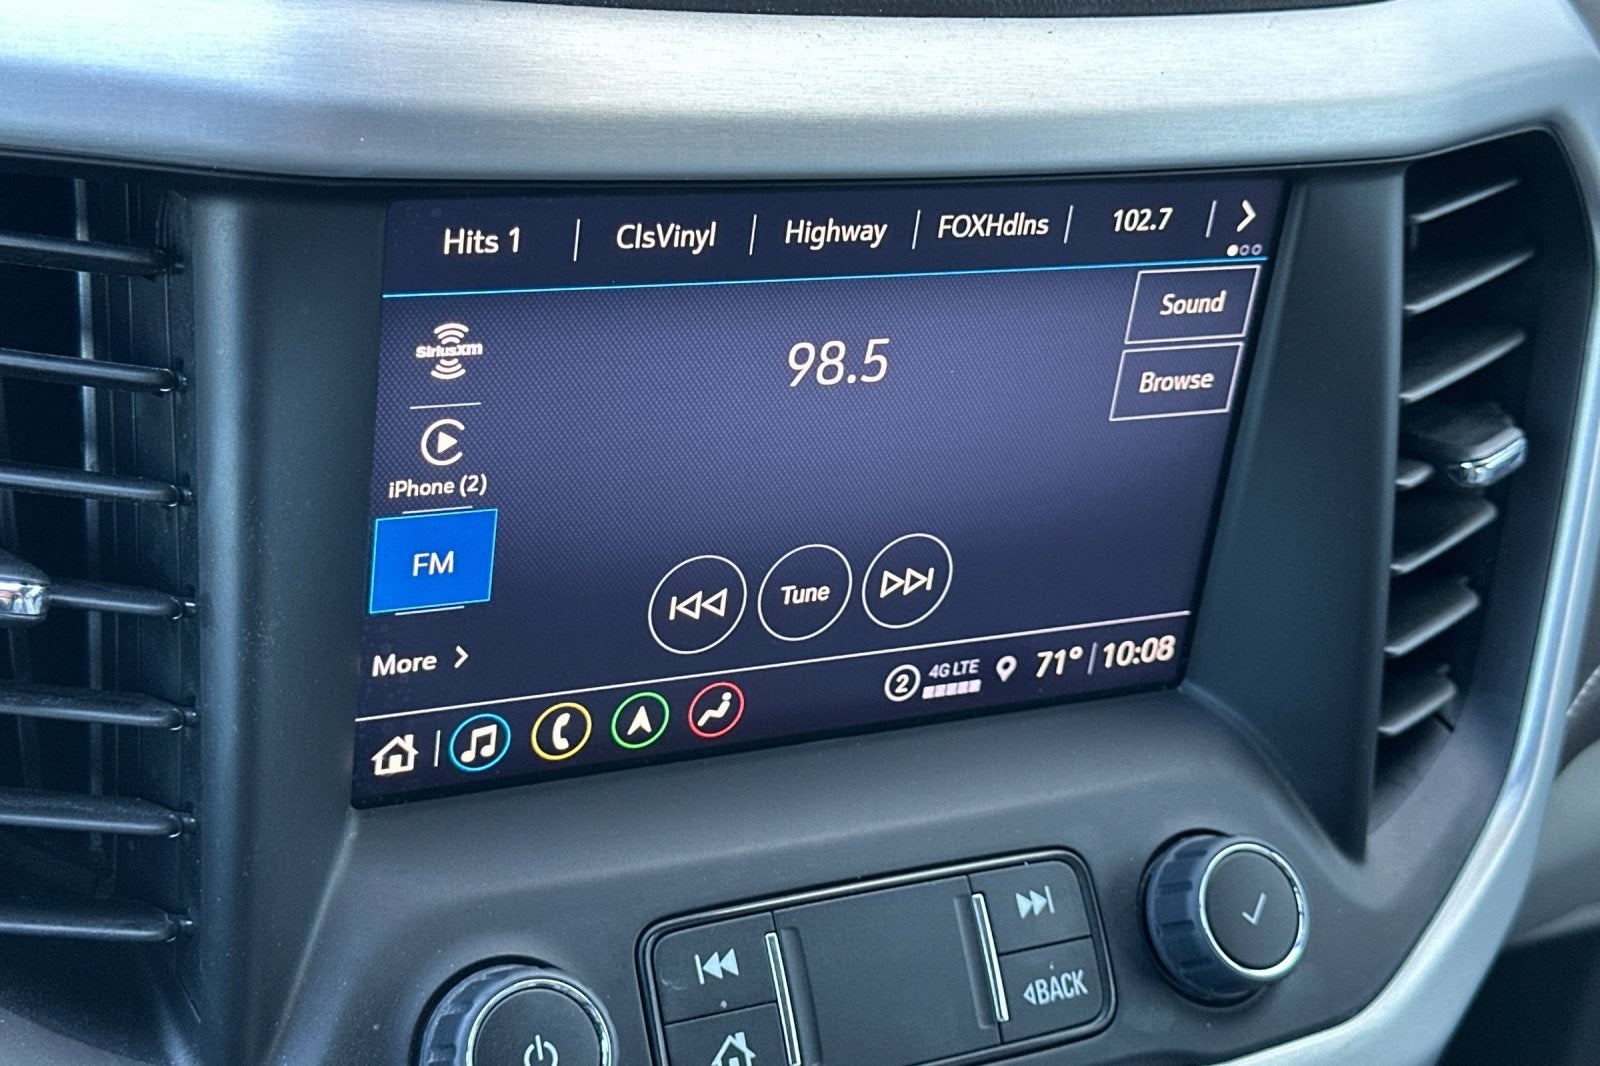 Hits 1 | ClsVinyl | Highway | FOXHdlns | 102.7 |
SiriusXM
98.5
Sound
Browse
iPhone (2)
FM
Tune
More
2 4G LTE 71° | 10:08
BACK